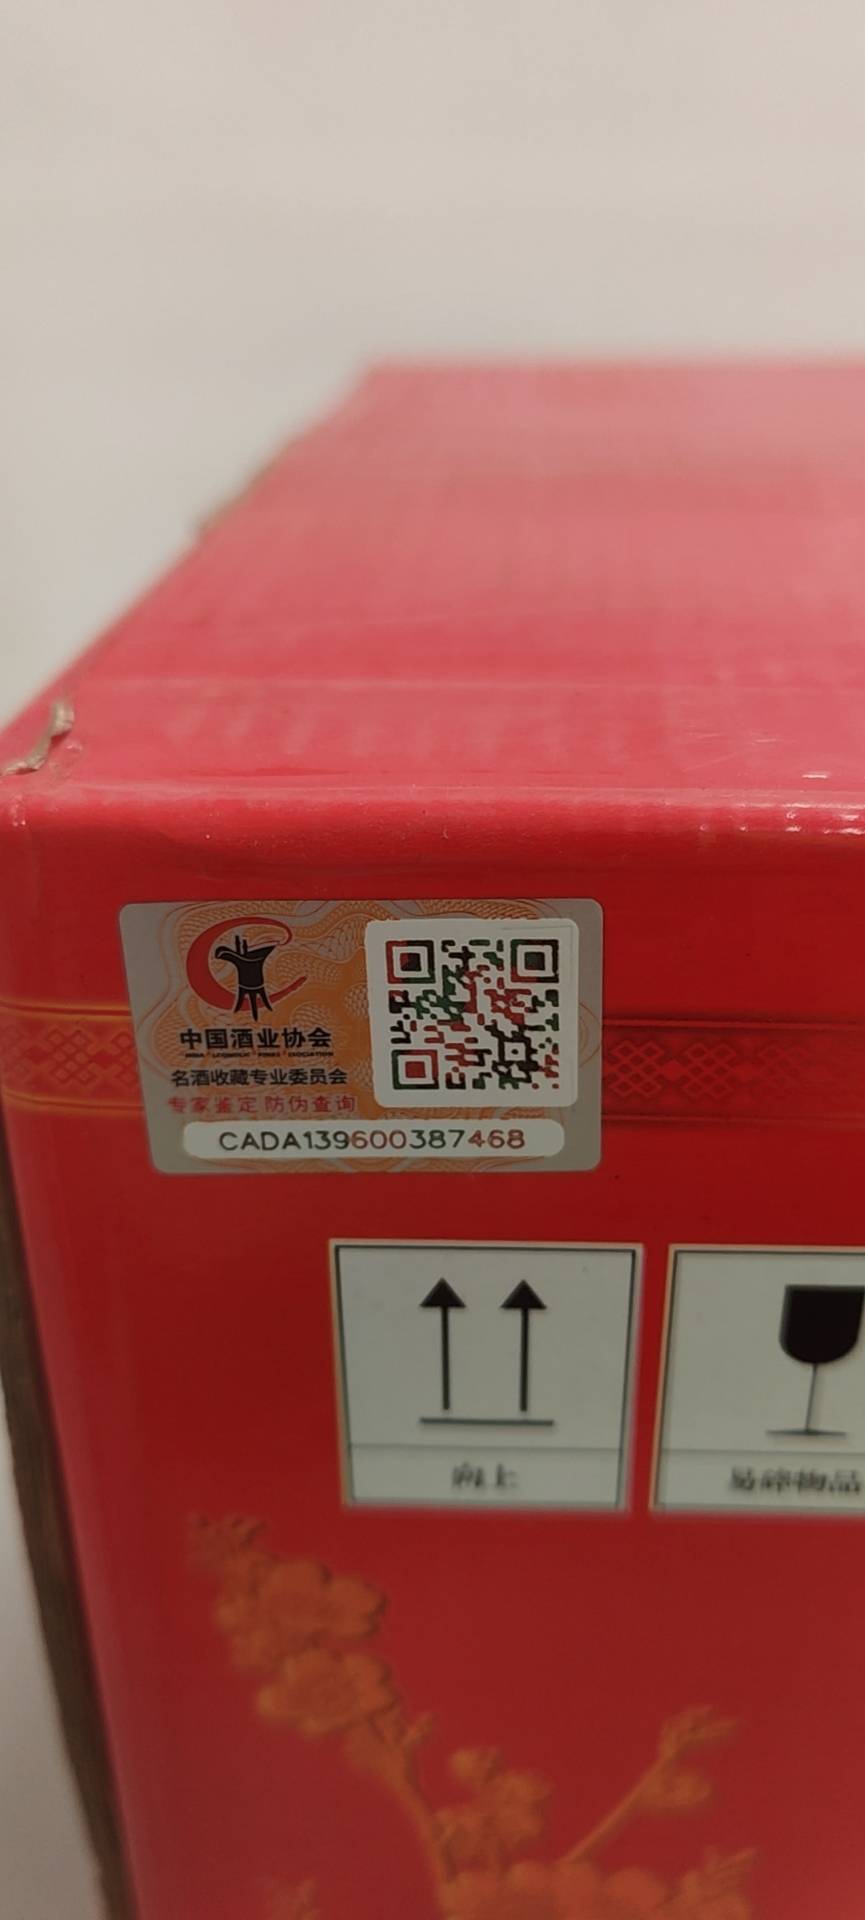 中国酒业协会
名酒收藏专业委员会
专家鉴定 防伪查询
CADA139600387468
向上
易碎物品